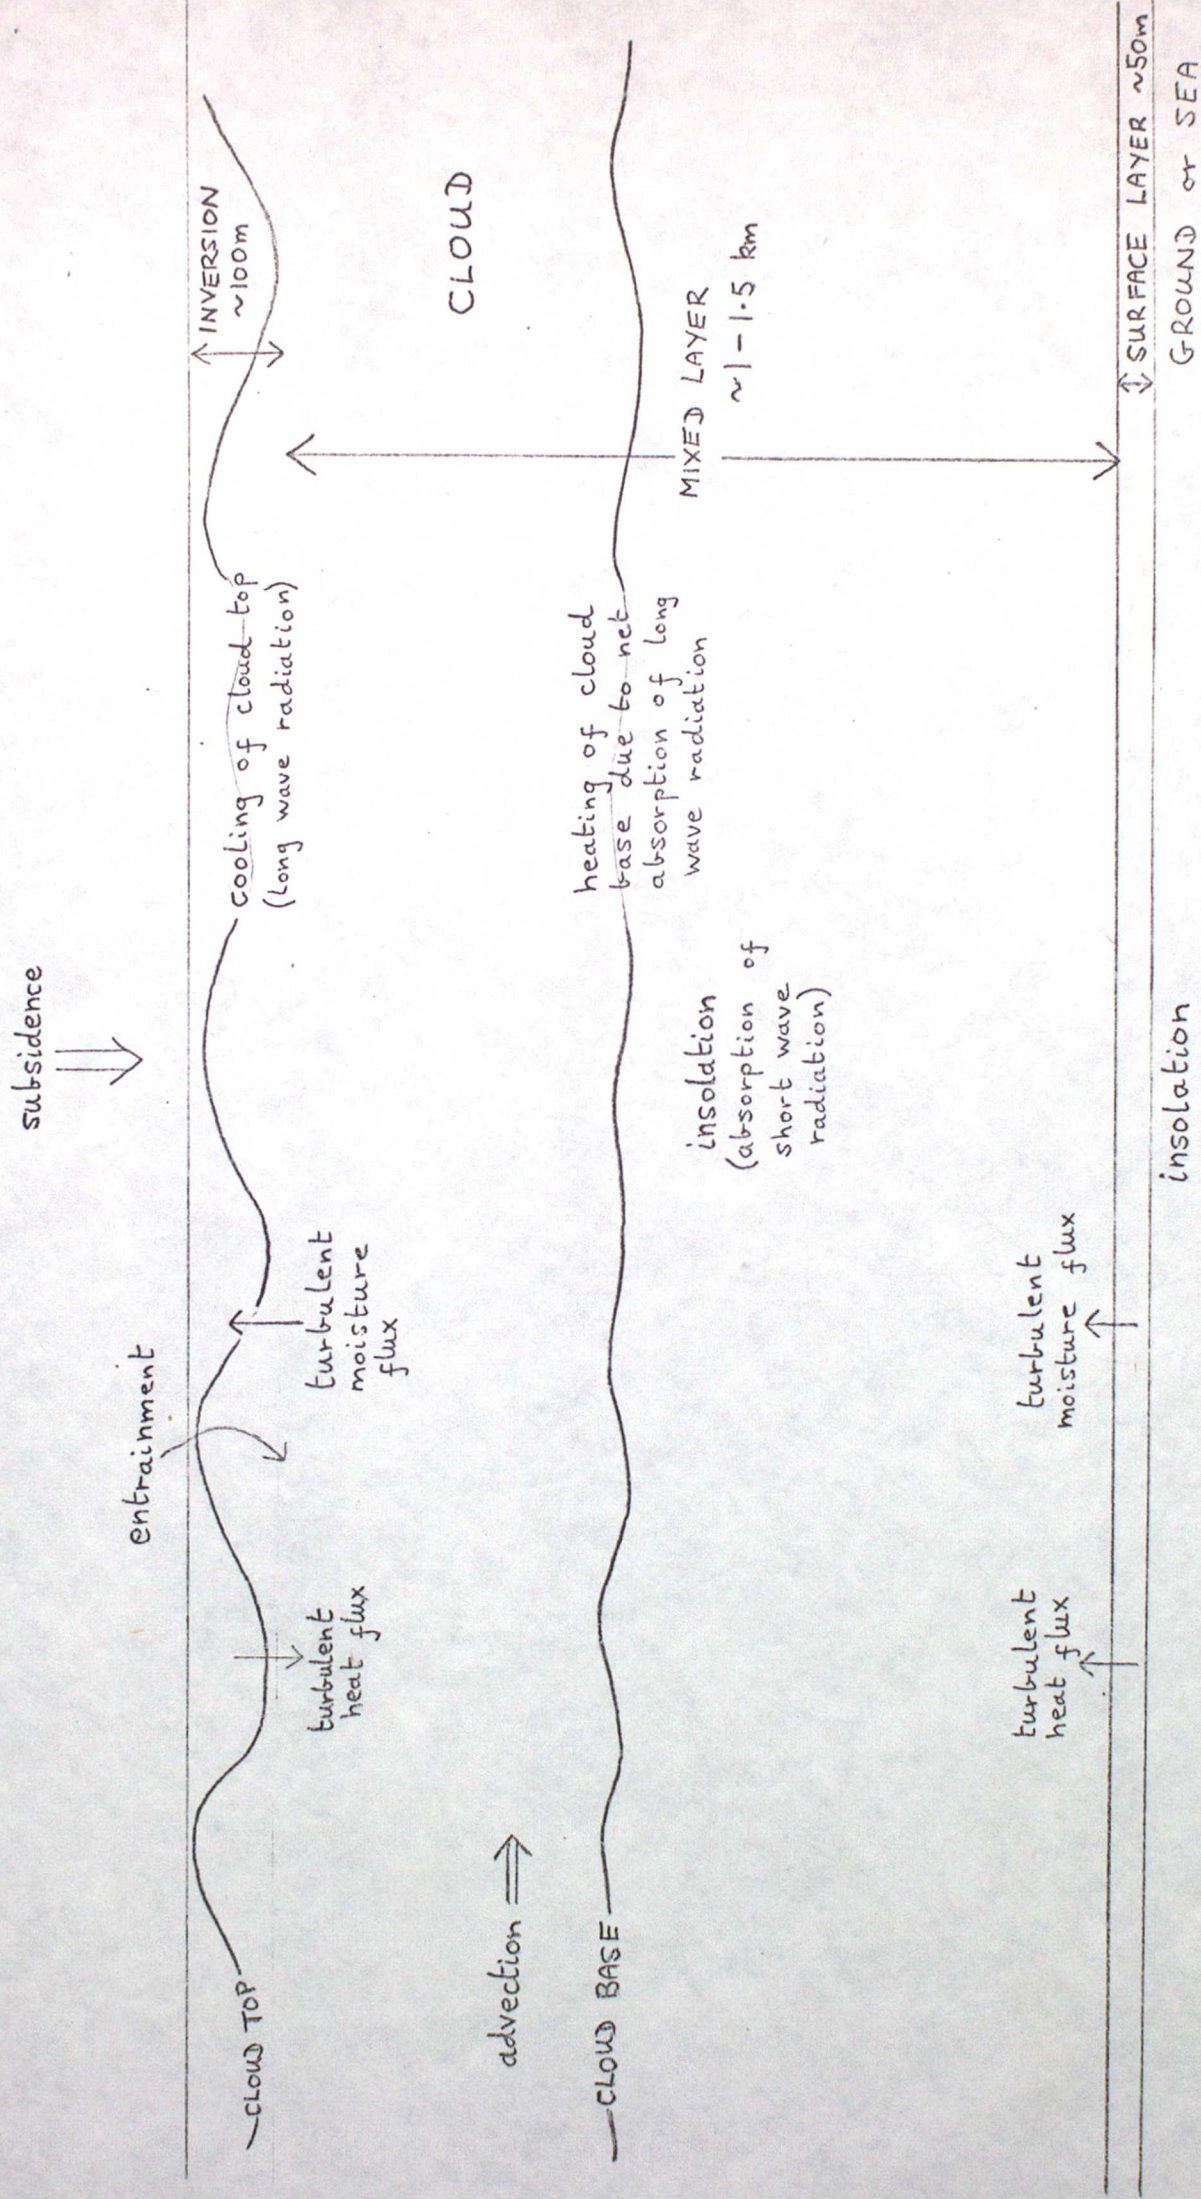 subsidence
entrainment
INVERSION
~100m
CLOUD TOP
cooling of cloud top
(long wave radiation)
turbulent
heat flux
turbulent
moisture
flux
CLOUD
advection
CLOUD BASE
heating of cloud
base due to net
absorption of long
wave radiation
MIXED LAYER
~1-1.5 km
insolation
(absorption of
short wave
radiation)
turbulent
heat flux
turbulent
moisture flux
SURFACE LAYER ~50m
insolation
GROUND or SEA